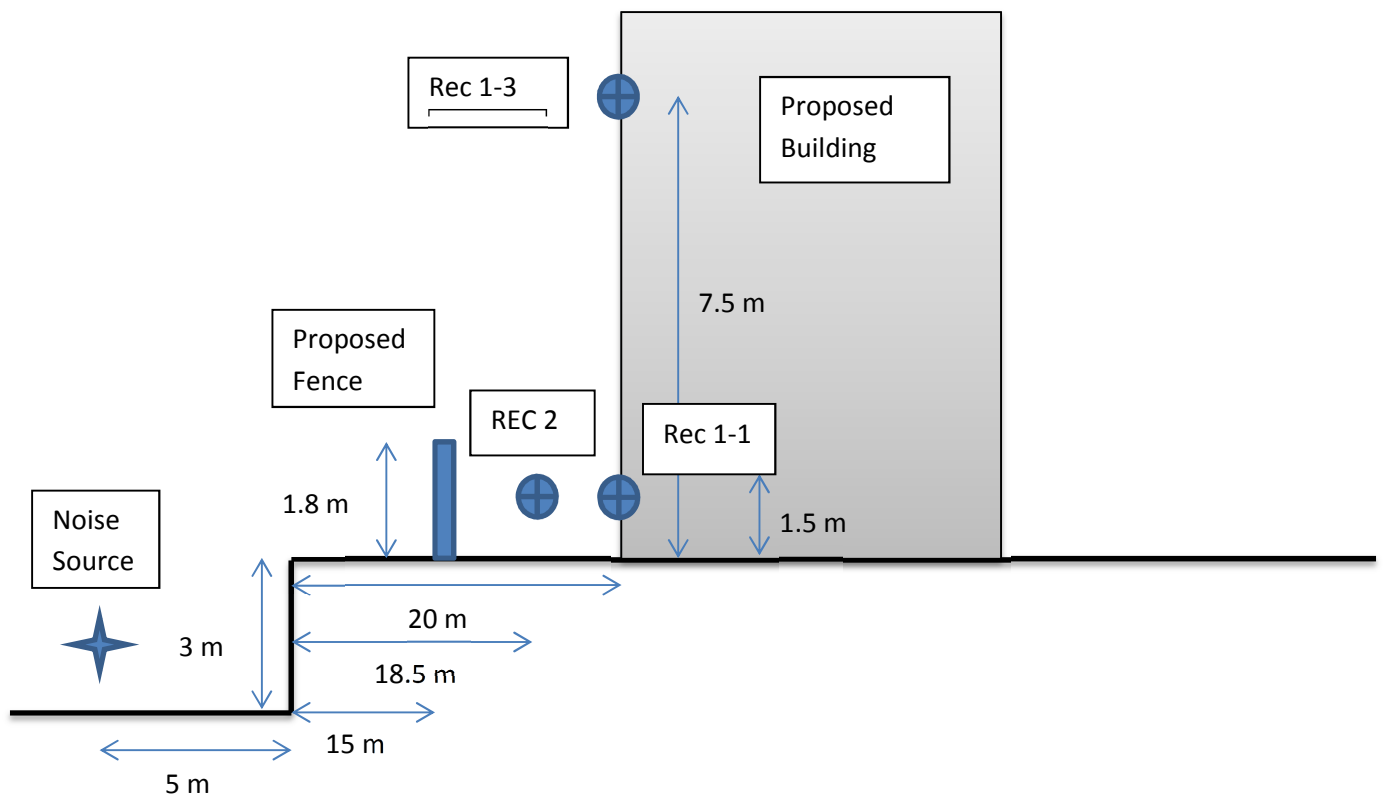 Rec 1-3
Proposed
Building
7.5 m
Proposed
Fence
REC 2
Rec 1-1
1.8 m
1.5 m
Noise
Source
20 m
3 m
18.5 m
15 m
5 m